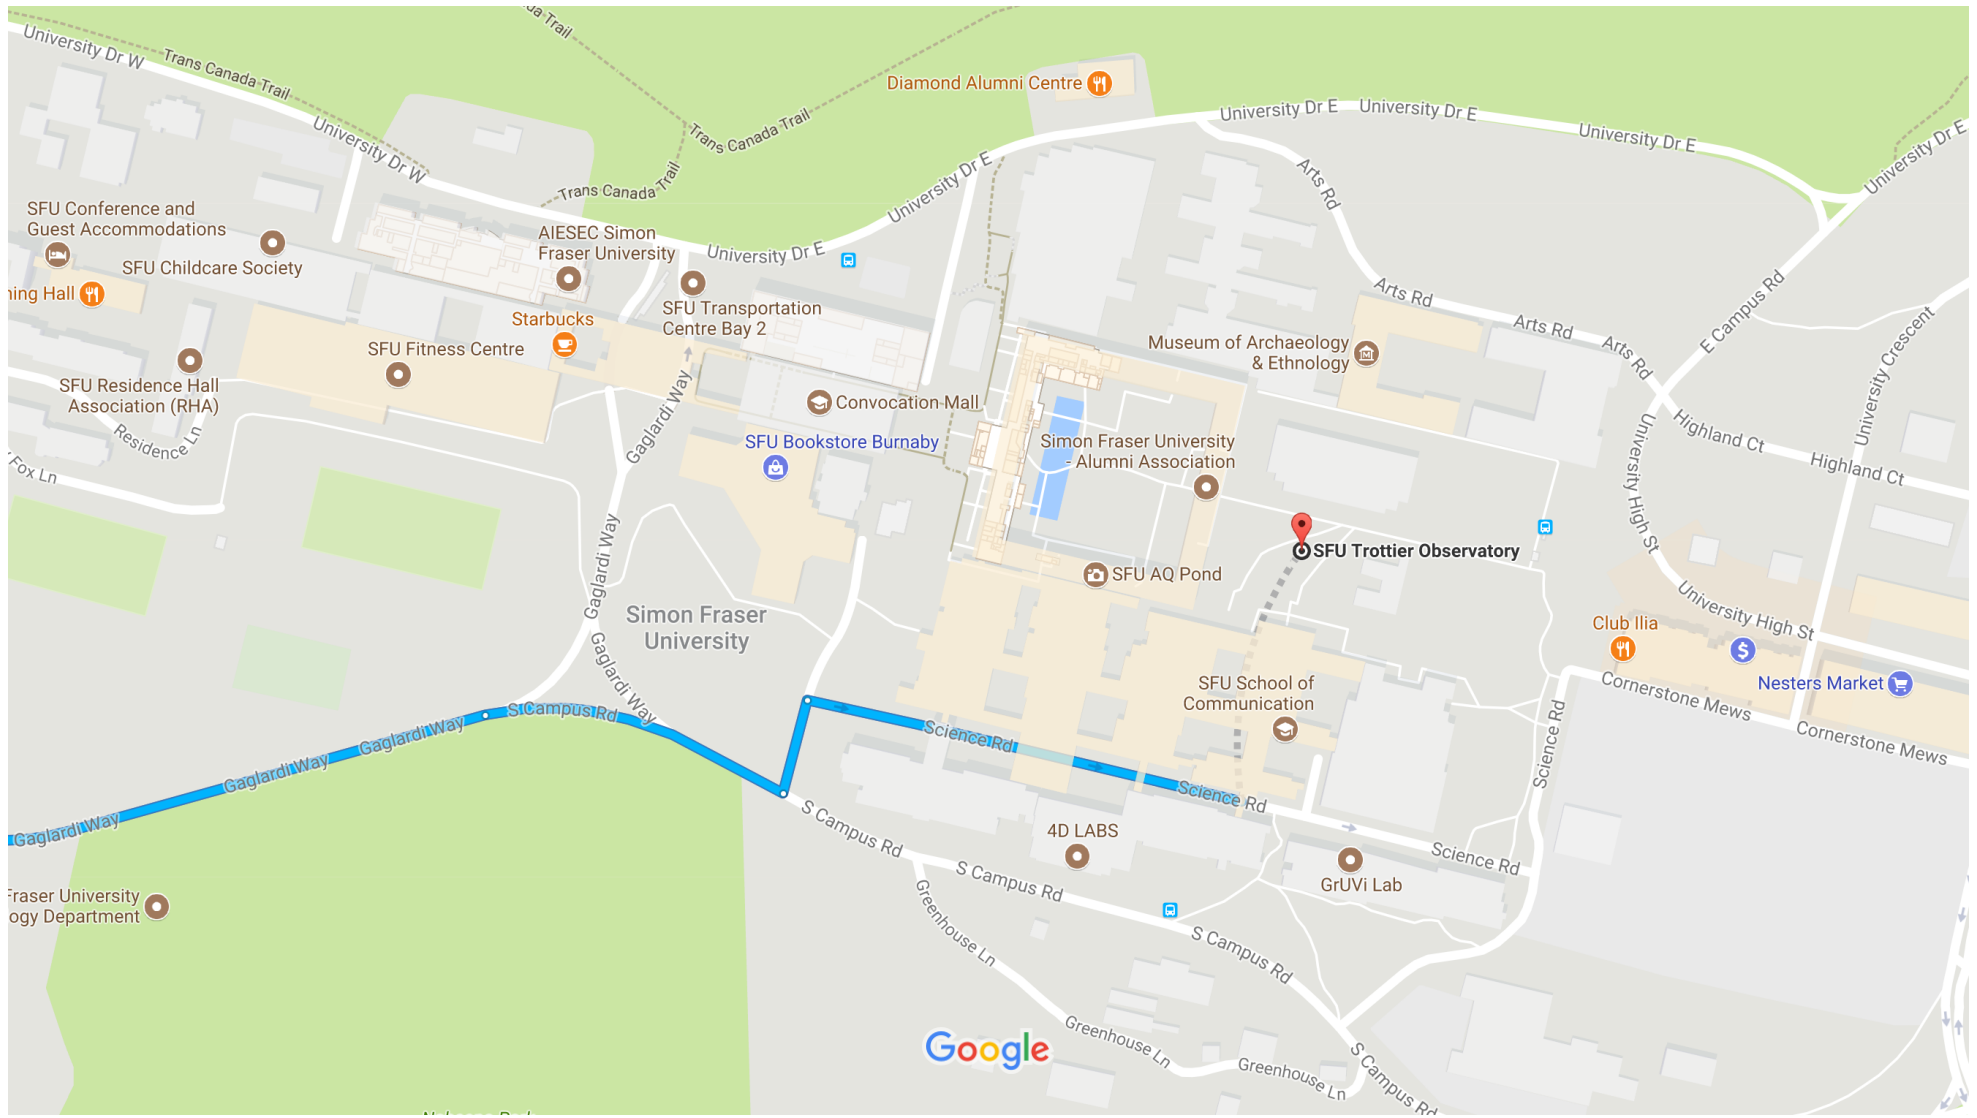 University Dr W
Trans Canada Trail
da Trail
Diamond Alumni Centre
University Dr E
University Dr E
University Dr E
University Dr E
Trans Canada Trail
University Dr W
Trans Canada Trail
University Dr E
Arts Rd
SFU Conference and
Guest Accommodations
SFU Childcare Society
AIESEC Simon
Fraser University
University Dr E
ning Hall
Starbucks
SFU Transportation
Centre Bay 2
Arts Rd
Arts Rd
Arts Rd
E Campus Rd
University Crescent
SFU Fitness Centre
Museum of Archaeology
& Ethnology
SFU Residence Hall
Association (RHA)
Residence Ln
Fox Ln
Gaglardi Way
Convocation Mall
SFU Bookstore Burnaby
Simon Fraser University
- Alumni Association
Highland Ct
Highland Ct
University High St
SFU Trottier Observatory
Gaglardi Way
SFU AQ Pond
Simon Fraser
University
University High St
Club Ilia
$
Nesters Market
Cornerstone Mews
Cornerstone Mews
Gaglardi Way
SFU School of
Communication
S Campus Rd
Gaglardi Way
Gaglardi Way
Gaglardi Way
Science Rd
Science Rd
Science Rd
Science Rd
S Campus Rd
4D LABS
GrUVi Lab
S Campus Rd
Fraser University
ogy Department
Greenhouse Ln
S Campus Rd
Google
Greenhouse Ln
Greenhouse Ln
S Campus Rd